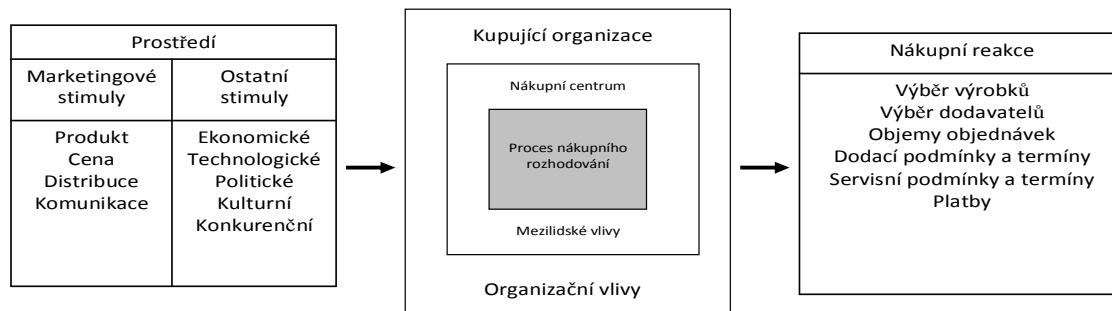 Prostředí
Marketingové
stimuly
Ostatní
stimuly
Produkt
Cena
Distribuce
Komunikace
Ekonomické
Technologické
Politické
Kulturní
Konkurenční
Kupující organizace
Nákupní centrum
Proces nákupního
rozhodování
Mezilidské vlivy
Organizační vlivy
Nákupní reakce
Výběr výrobků
Výběr dodavatelů
Objemy objednávek
Dodací podmínky a termíny
Servisní podmínky a termíny
Platby